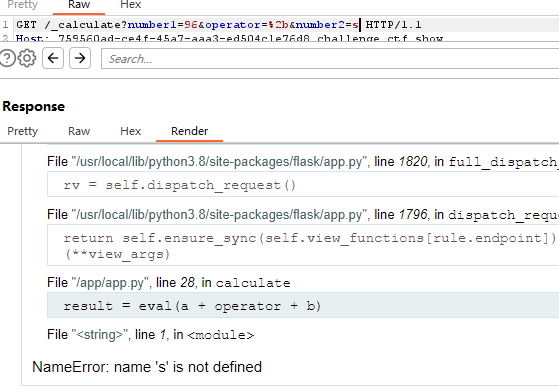 Pretty Raw Hex
1 GET /_calculate?number1=96&operator=%2b&number2=s HTTP/1.1
2 Host: 759560ad-ce4f-45a7-aaa3-ed504c1e76d8.challenge.ctf.show
Search...
Response
Pretty Raw Hex Render
File "/usr/local/lib/python3.8/site-packages/flask/app.py", line 1820, in full_dispatch_
rv = self.dispatch_request()
File "/usr/local/lib/python3.8/site-packages/flask/app.py", line 1796, in dispatch_requ
return self.ensure_sync(self.view_functions[rule.endpoint])
(**view_args)
File "/app/app.py", line 28, in calculate
result = eval(a + operator + b)
File "<string>", line 1, in <module>
NameError: name 's' is not defined